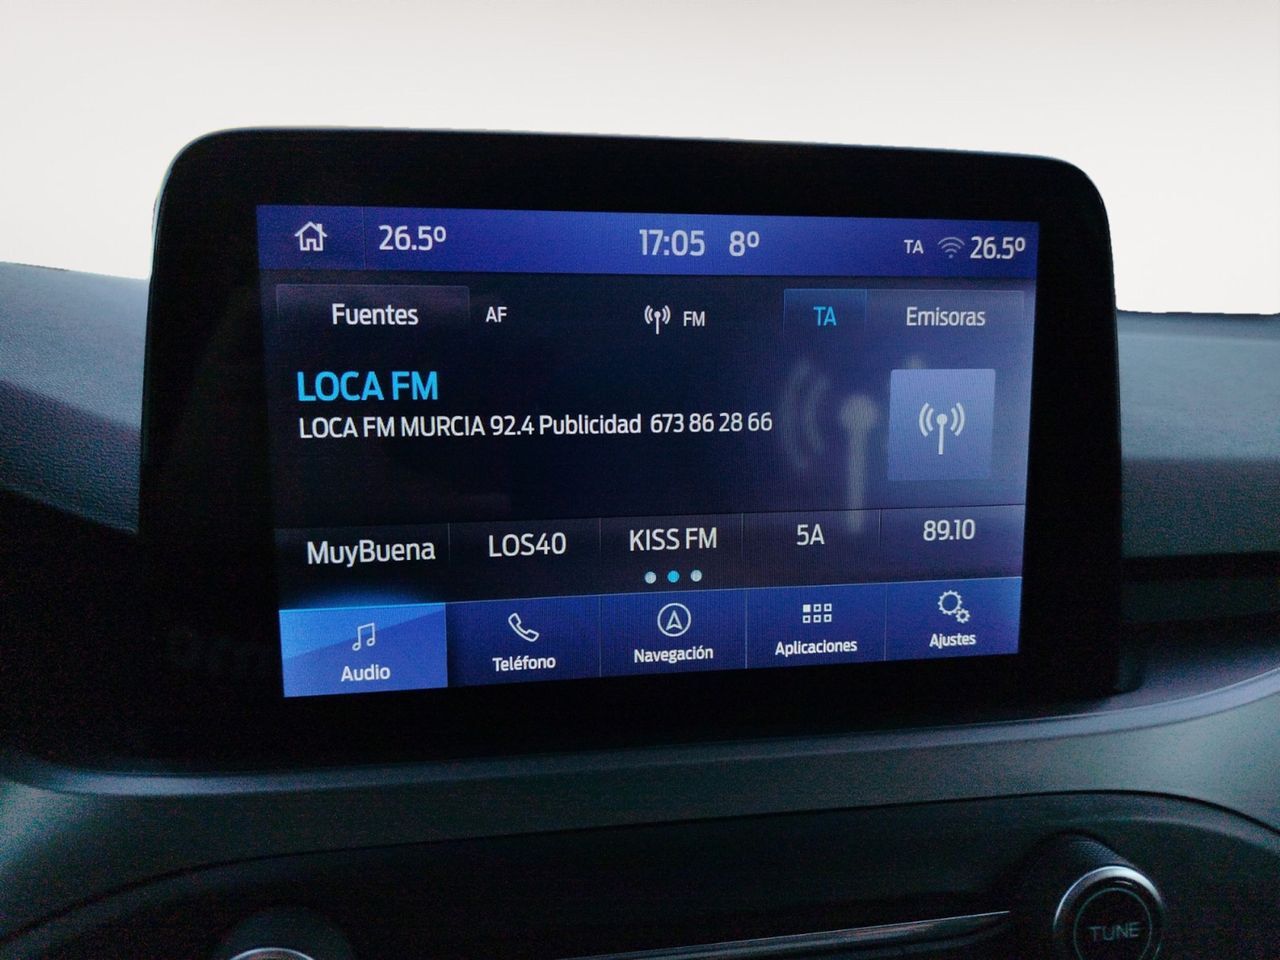 26.5º 17:05 8º TA 26.5º
Fuentes AF FM TA Emisoras
LOCA FM
LOCA FM MURCIA 92.4 Publicidad 673 86 28 66
MuyBuena LOS40 KISS FM 5A 89.10
Audio Teléfono Navegación Aplicaciones Ajustes
TUNE